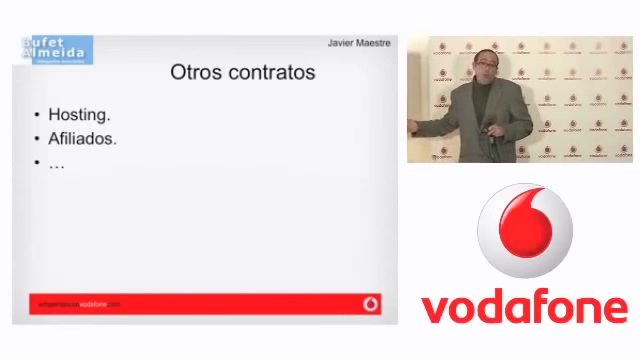 Bufet
Almeida
Javier Maestre
Otros contratos
• Hosting.
• Afiliados.
• …
vodafone